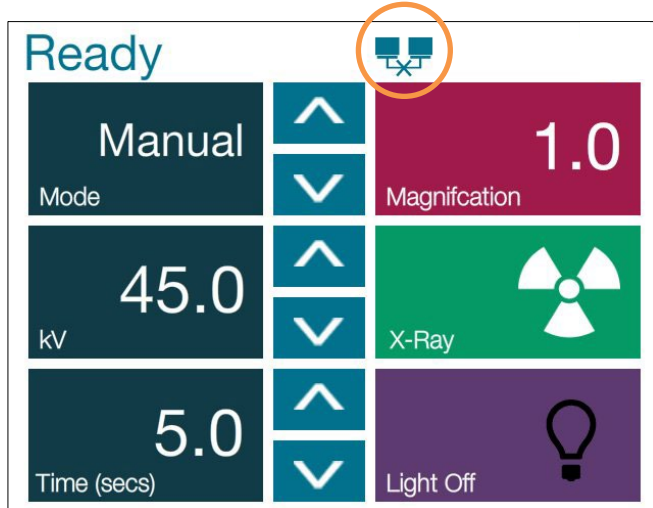 Ready
Manual
Mode
1.0
Magnifcation
45.0
kV
X-Ray
5.0
Time (secs)
Light Off